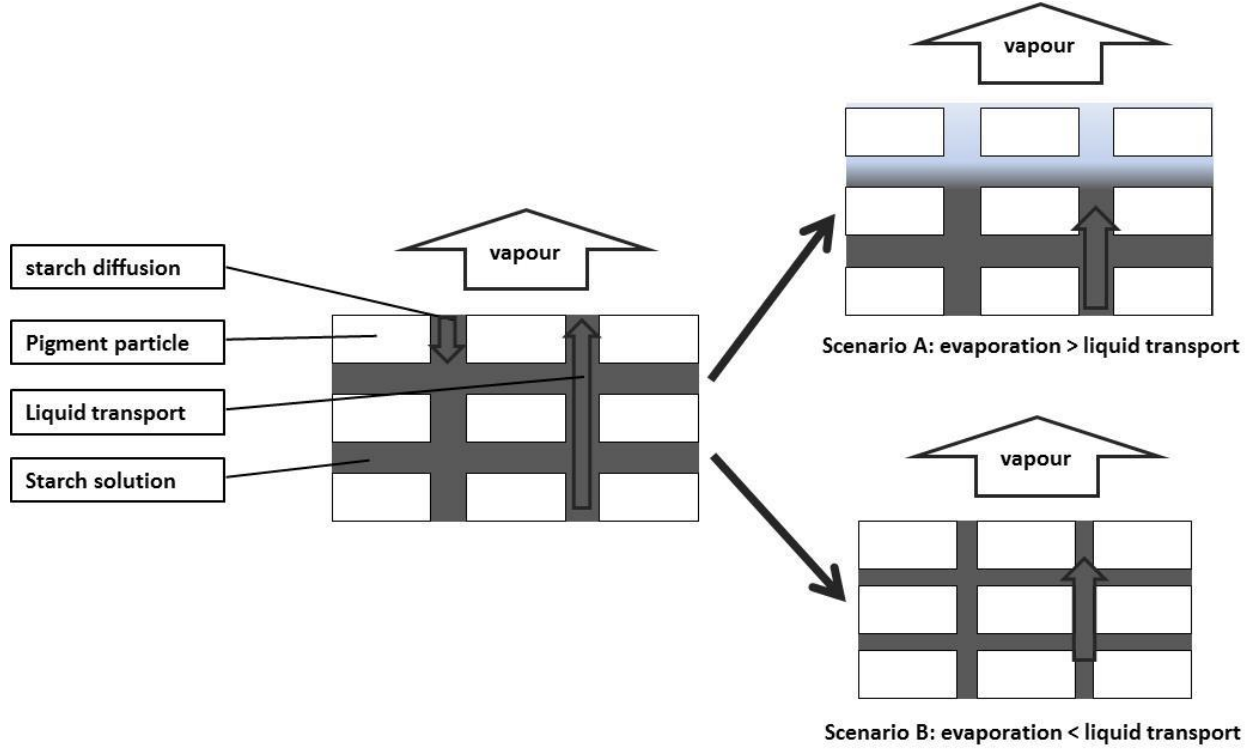 vapour
vapour
starch diffusion
Pigment particle
Liquid transport
Starch solution
Scenario A: evaporation > liquid transport
vapour
Scenario B: evaporation < liquid transport